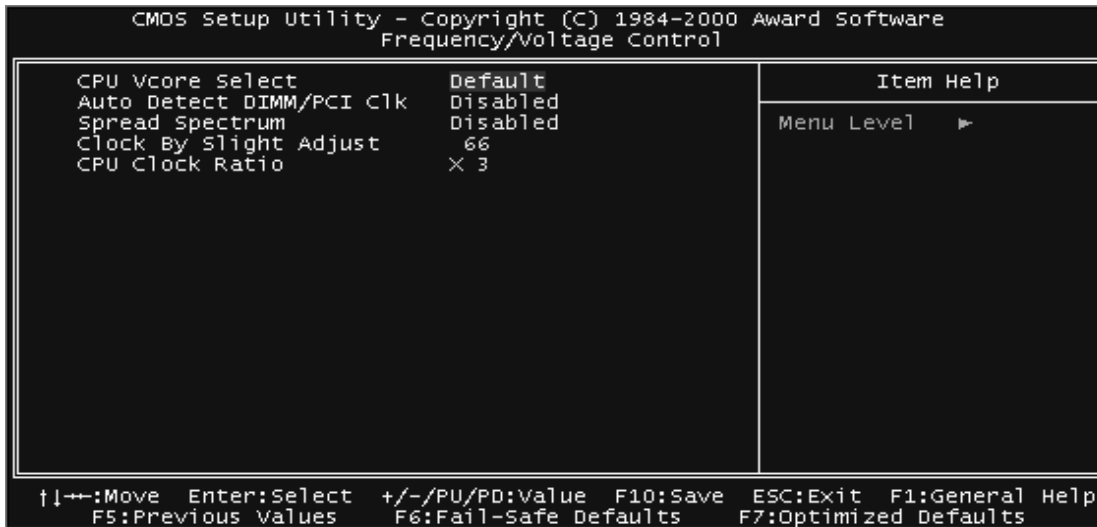 CMOS Setup Utility – Copyright (C) 1984–2000 Award Software
Frequency/Voltage Control
CPU Vcore Select Default
Auto Detect DIMM/PCI Clk Disabled
Spread Spectrum Disabled
Clock By Slight Adjust 66
CPU Clock Ratio X 3
Item Help
Menu Level ►
↑↓→←:Move Enter:Select +/-/PU/PD:Value F10:Save ESC:Exit F1:General Help
F5:Previous Values F6:Fail-Safe Defaults F7:Optimized Defaults